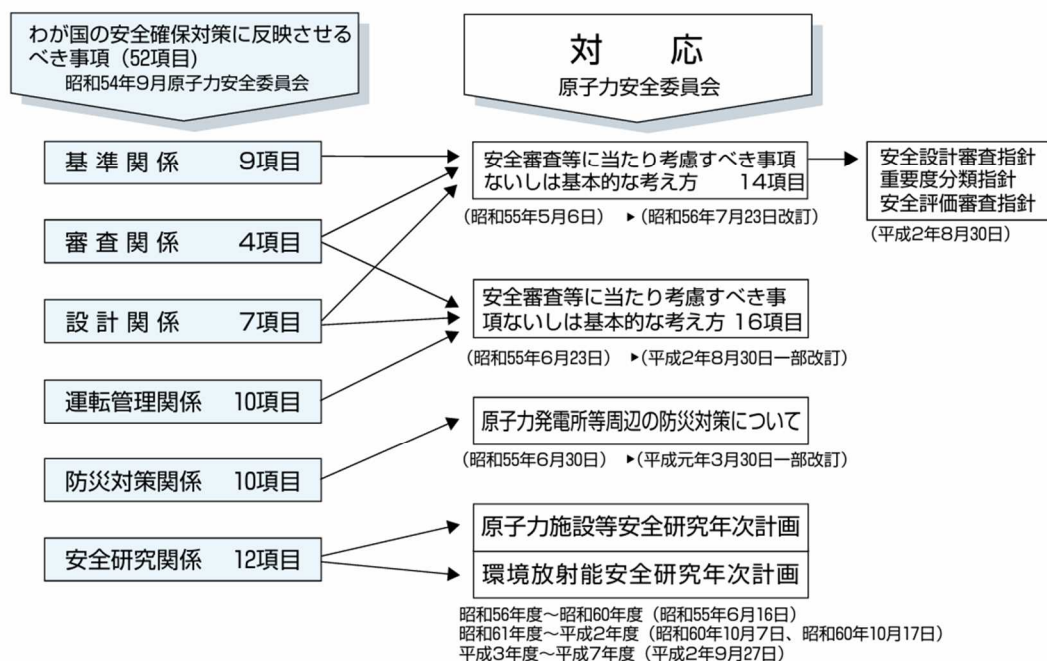 わが国の安全確保対策に反映させる
べき事項（52項目)
昭和54年9月原子力安全委員会
対　　応
原子力安全委員会
基準関係　9項目
審査関係　4項目
設計関係　7項目
運転管理関係　10項目
防災対策関係　10項目
安全研究関係　12項目
安全審査等に当たり考慮すべき事項
ないしは基本的な考え方　14項目
（昭和55年5月6日）▶（昭和56年7月23日改訂）
安全設計審査指針
重要度分類指針
安全評価審査指針
（平成2年8月30日）
安全審査等に当たり考慮すべき事
項ないしは基本的な考え方 16項目
（昭和55年6月23日）▶（平成2年8月30日一部改訂）
原子力発電所等周辺の防災対策について
（昭和55年6月30日）▶（平成元年3月30日一部改訂）
原子力施設等安全研究年次計画
環境放射能安全研究年次計画
昭和56年度～昭和60年度（昭和55年6月16日）
昭和61年度～平成2年度（昭和60年10月7日、昭和60年10月17日）
平成3年度～平成7年度（平成2年9月27日）